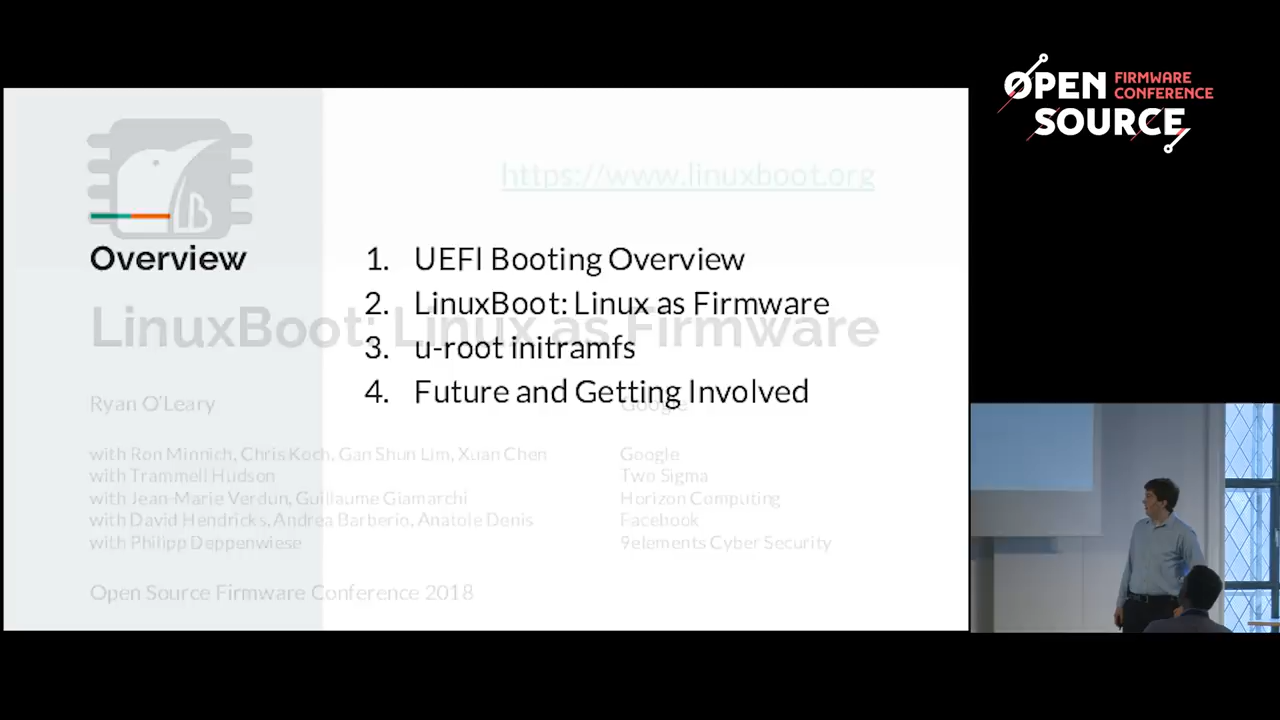 OPEN FIRMWARE
CONFERENCE
SOURCE
https://www.linuxboot.org
B
Overview
1. UEFI Booting Overview
2. LinuxBoot: Linux as Firmware
3. u-root initramfs
4. Future and Getting Involved
LinuxBoot: Linux as Firmware
Ryan O'Leary Google
with Ron Minnich, Chris Koch, Gan Shun Lim, Xuan Chen Google
with Trammell Hudson Two Sigma
with Jean-Marie Verdun, Guillaume Giamarchi Horizon Computing
with David Hendricks, Andrea Barberio, Anatole Denis Facebook
with Philipp Deppenwiese 9elements Cyber Security
Open Source Firmware Conference 2018